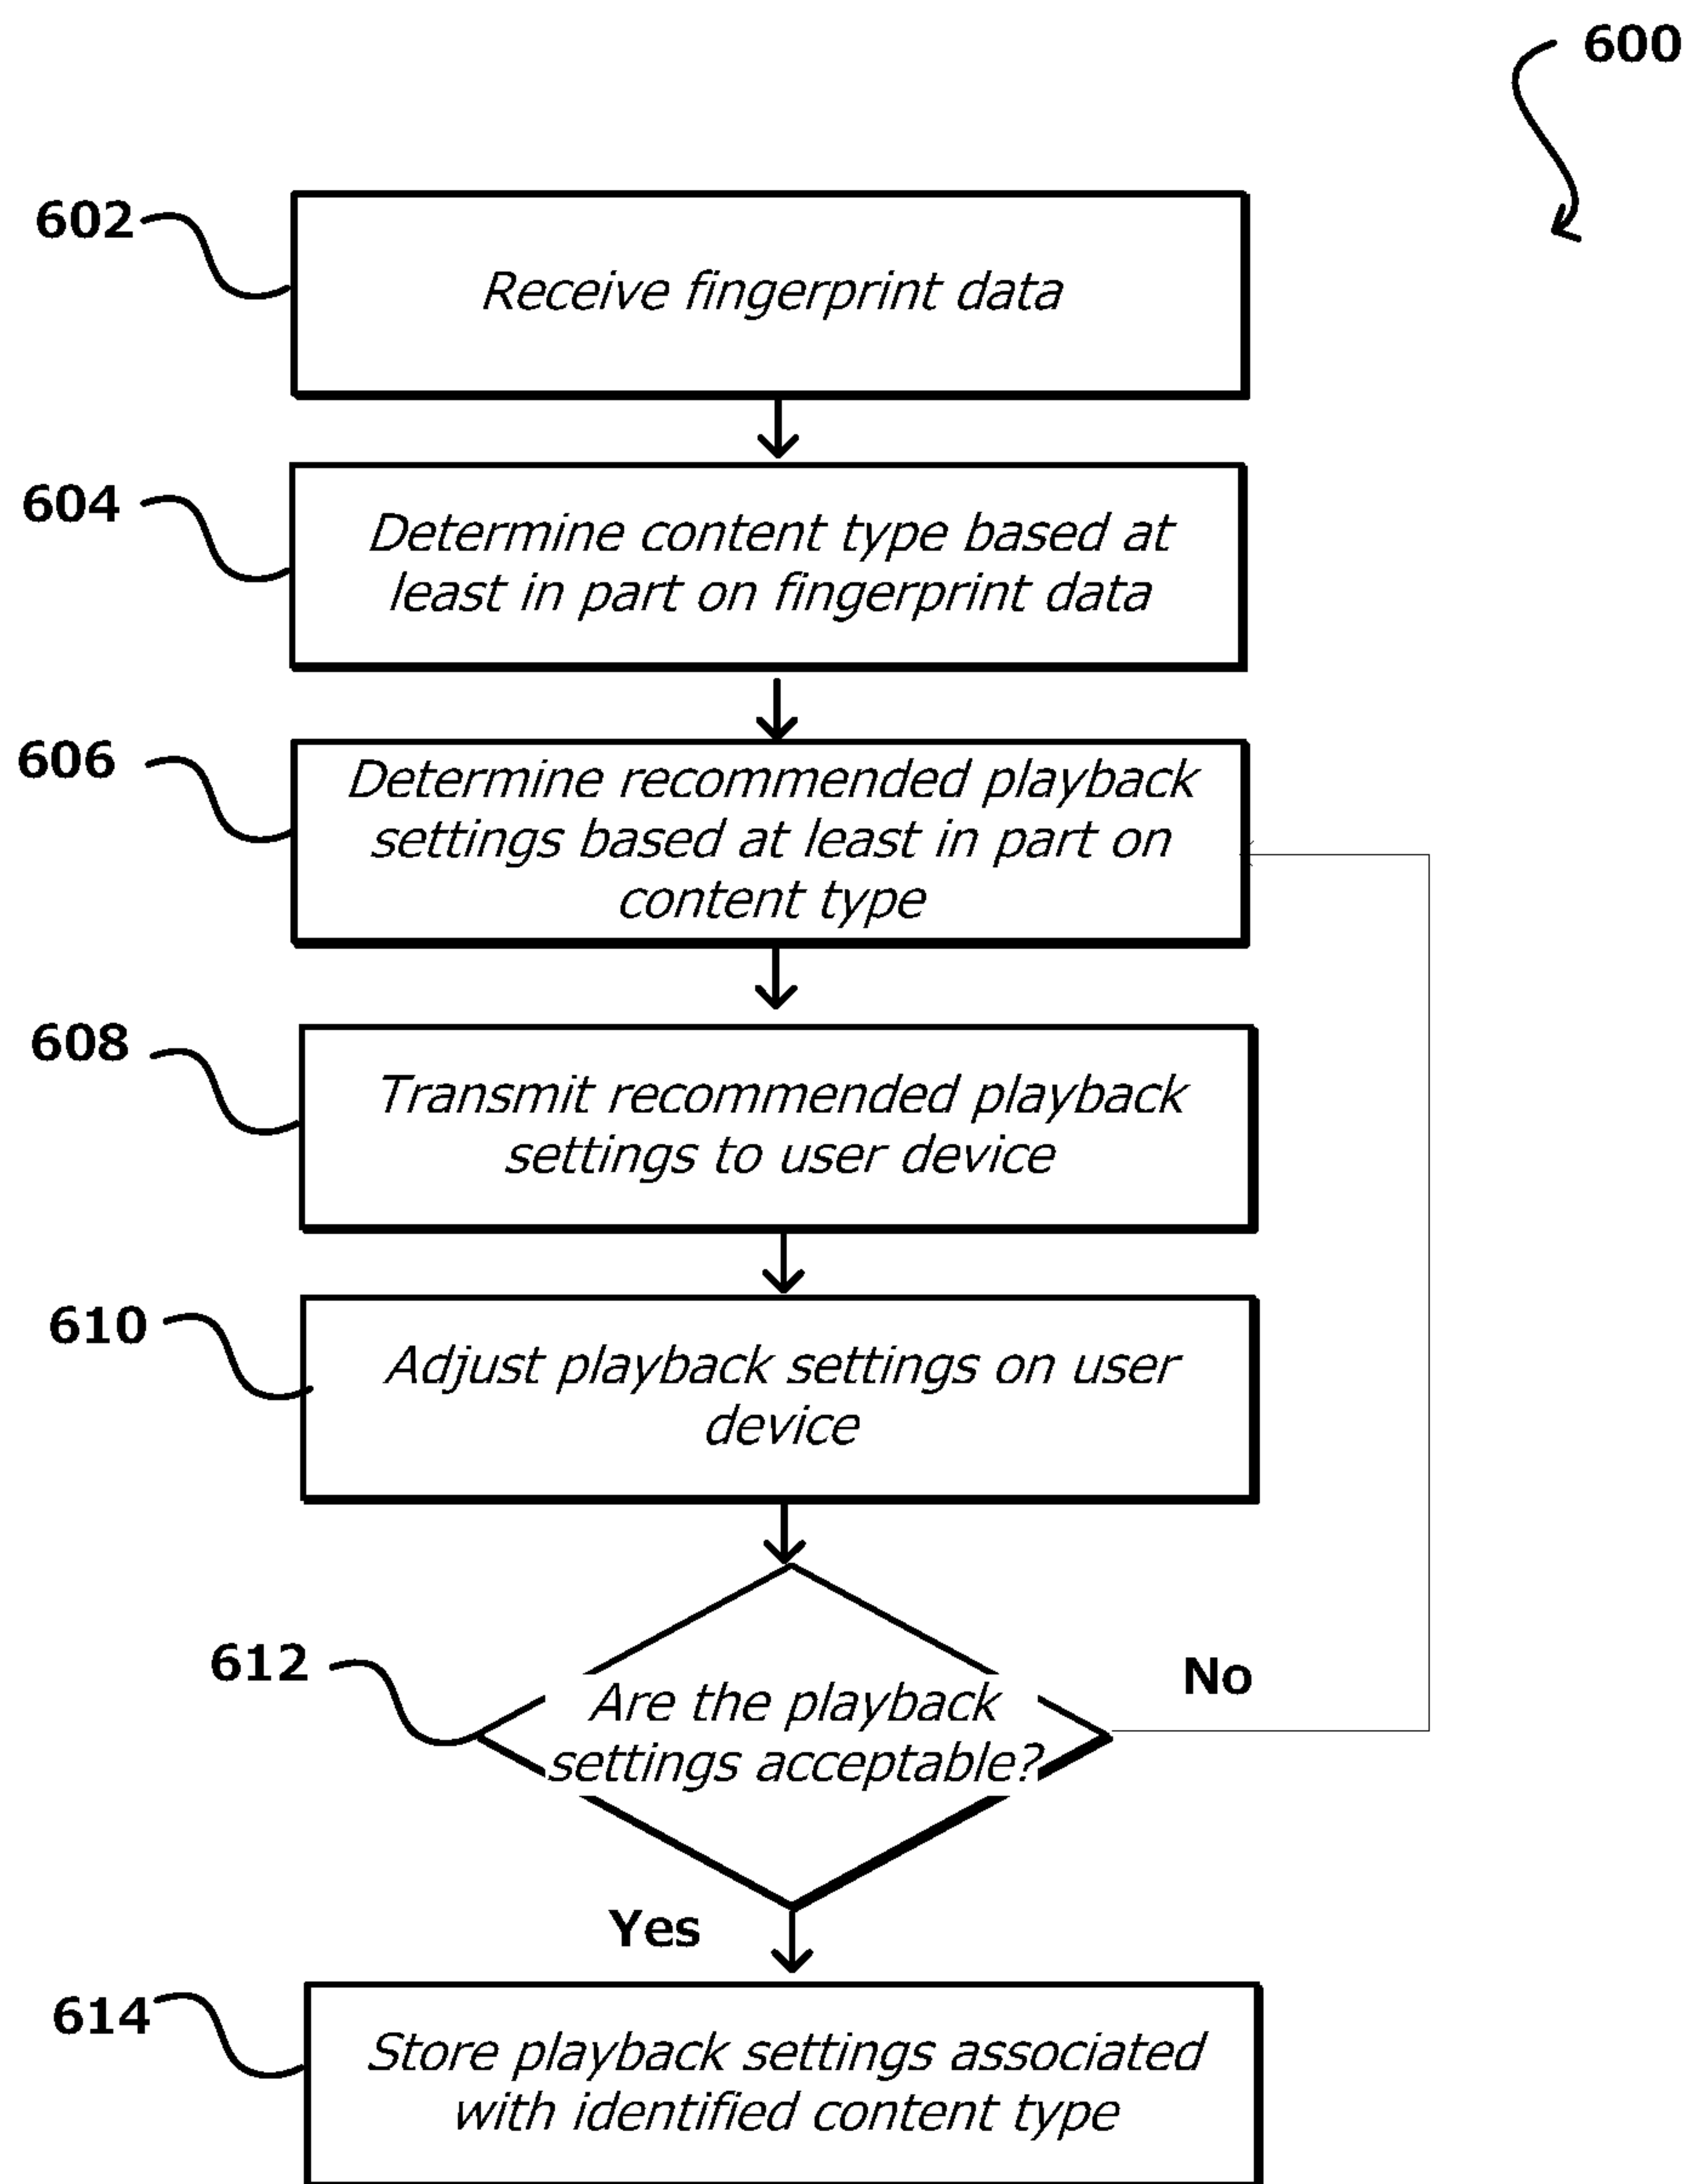 600
602
Receive fingerprint data
604
Determine content type based at
least in part on fingerprint data
606
Determine recommended playback
settings based at least in part on
content type
608
Transmit recommended playback
settings to user device
610
Adjust playback settings on user
device
612
Are the playback
settings acceptable?
No
Yes
614
Store playback settings associated
with identified content type